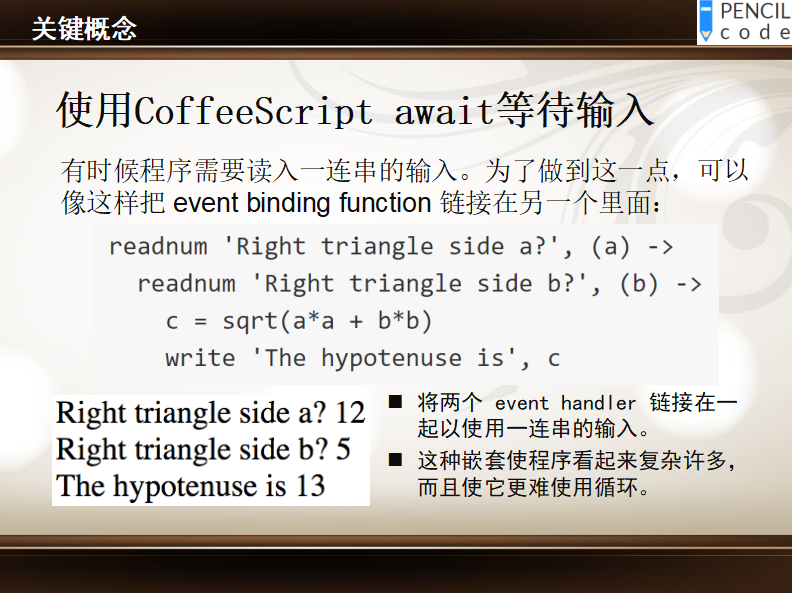 关键概念
PENCIL
code
使用CoffeeScript await等待输入
有时候程序需要读入一连串的输入。为了做到这一点，可以
像这样把 event binding function 链接在另一个里面：
readnum 'Right triangle side a?', (a) ->
readnum 'Right triangle side b?', (b) ->
c = sqrt(a*a + b*b)
write 'The hypotenuse is', c
Right triangle side a? 12
Right triangle side b? 5
The hypotenuse is 13
■ 将两个 event handler 链接在一
起以使用一连串的输入。
■ 这种嵌套使程序看起来复杂许多，
而且使它更难使用循环。